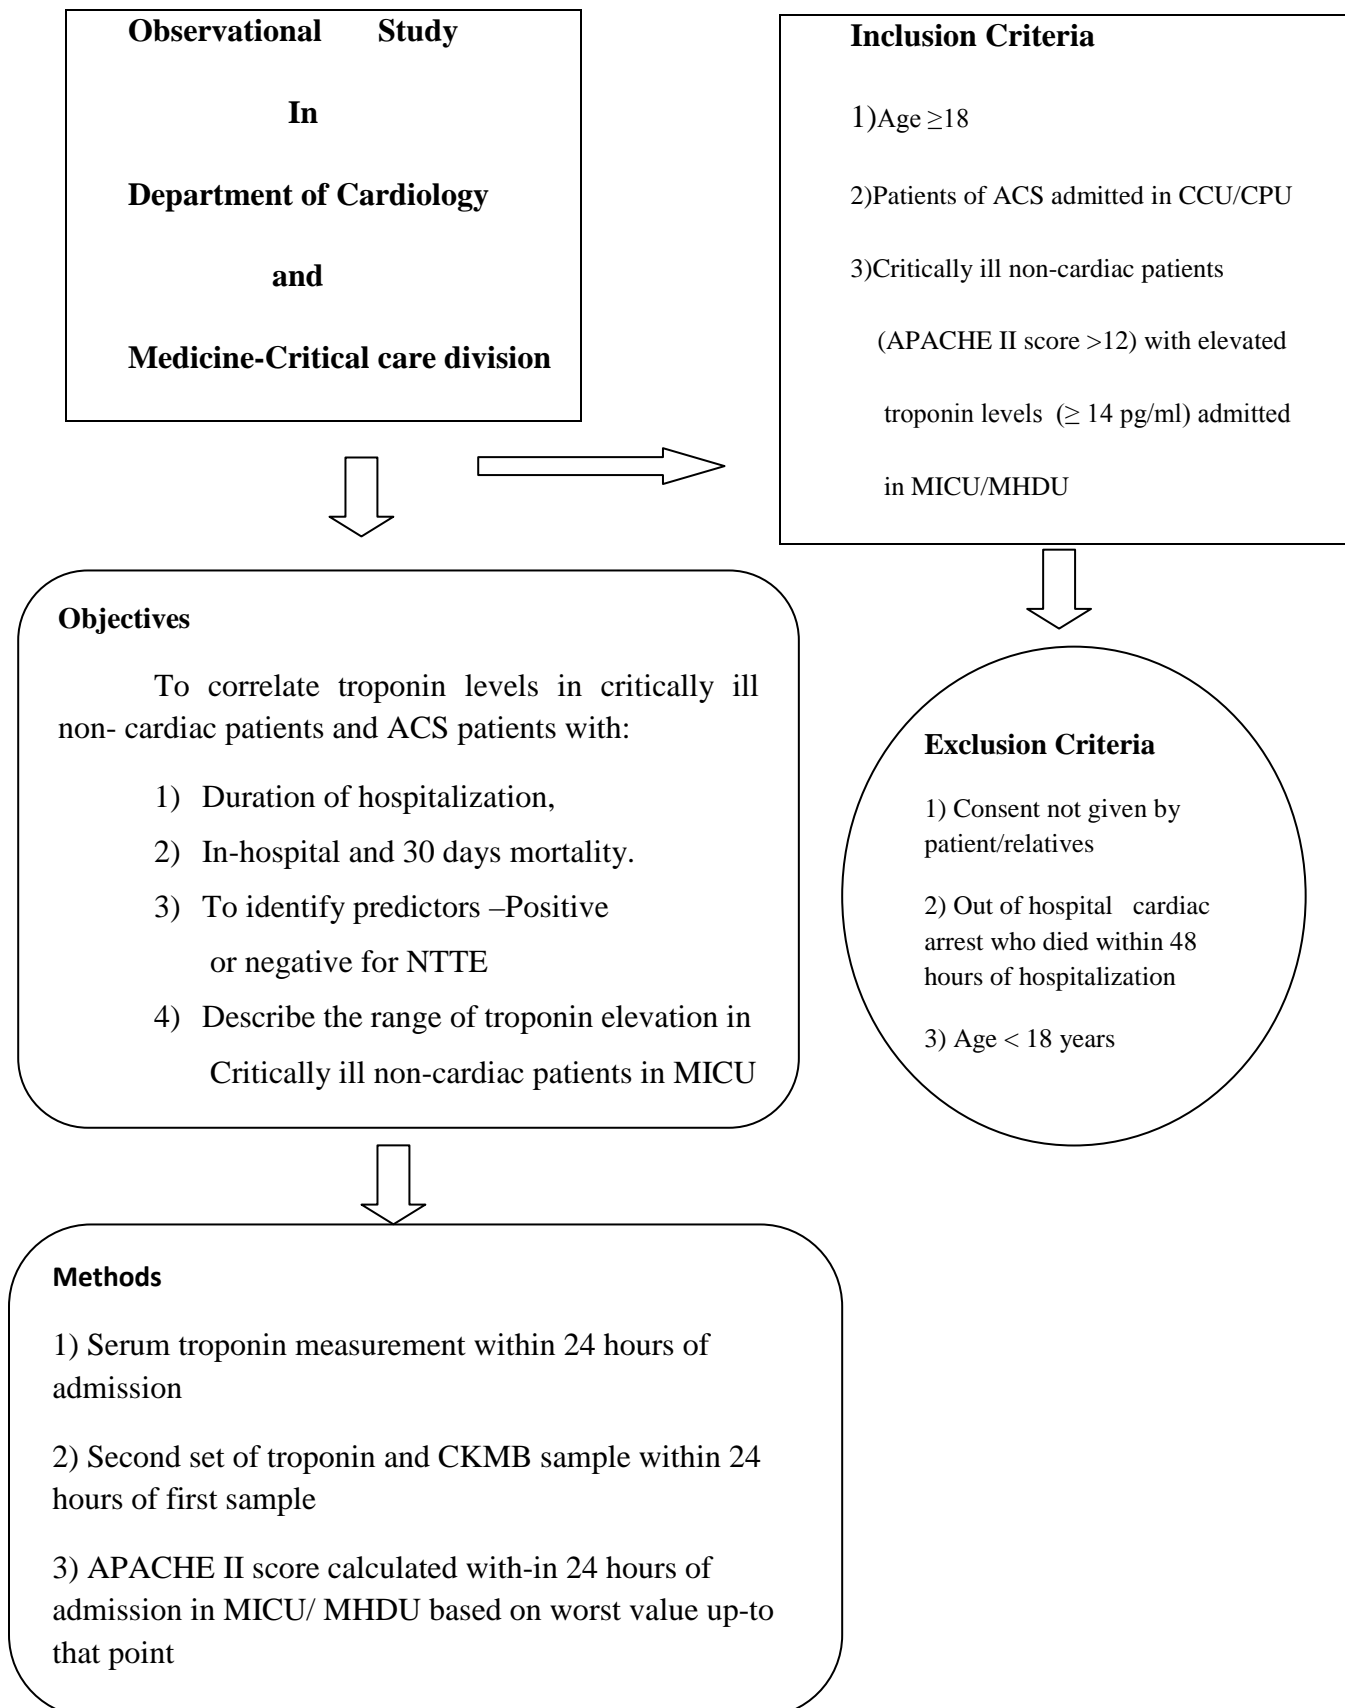 Observational Study
In
Department of Cardiology
and
Medicine-Critical care division
Inclusion Criteria
1)Age ≥18
2)Patients of ACS admitted in CCU/CPU
3)Critically ill non-cardiac patients
(APACHE II score >12) with elevated
troponin levels (≥ 14 pg/ml) admitted
in MICU/MHDU
Objectives
To correlate troponin levels in critically ill
non- cardiac patients and ACS patients with:
1) Duration of hospitalization,
2) In-hospital and 30 days mortality.
3) To identify predictors –Positive
or negative for NTTE
4) Describe the range of troponin elevation in
Critically ill non-cardiac patients in MICU
Exclusion Criteria
1) Consent not given by
patient/relatives
2) Out of hospital cardiac
arrest who died within 48
hours of hospitalization
3) Age < 18 years
Methods
1) Serum troponin measurement within 24 hours of
admission
2) Second set of troponin and CKMB sample within 24
hours of first sample
3) APACHE II score calculated with-in 24 hours of
admission in MICU/ MHDU based on worst value up-to
that point